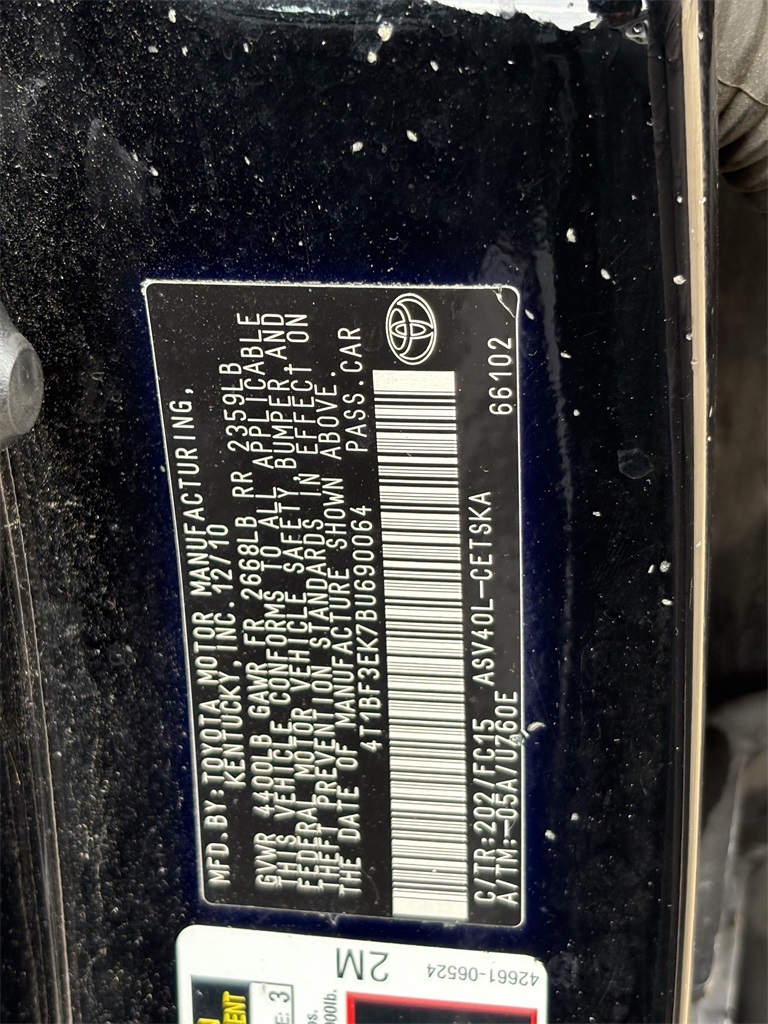 MFD.BY:TOYOTA MOTOR MANUFACTURING,
KENTUCKY, INC. 12/10
GVWR 4400LB GAWR FR 2668LB RR 2359LB
THIS VEHICLE CONFORMS TO ALL APPLICABLE
FEDERAL MOTOR VEHICLE SAFETY, BUMPER, AND
THEFT PREVENTION STANDARDS IN EFFECT ON
THE DATE OF MANUFACTURE SHOWN ABOVE.
4T1BF3EK7BU690064 PASS.CAR
C/TR:202/FC15 ASV40L-CETSKA 66102
A/TM:-05A/U760E
2M
42661-06524
3